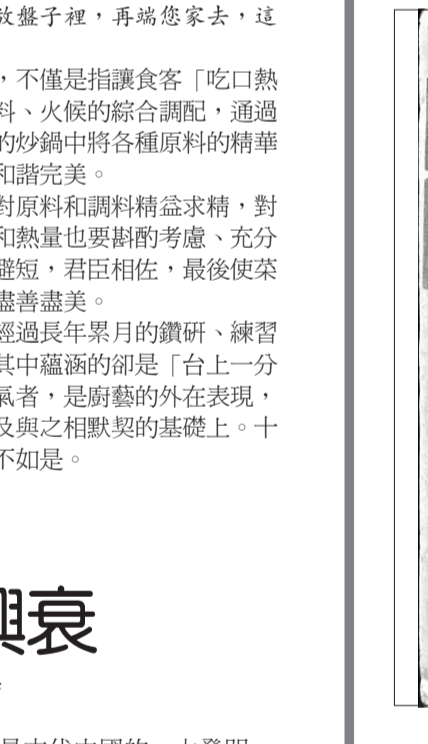 放盤子裡，再端您家去，這
，不僅是指讓食客「吃口熱
料、火候的綜合調配，通過
的炒鍋中將各種原料的精華
和諧完美。
對原料和調料精益求精，對
和熱量也要斟酌考慮、充分
避短，君臣相佐，最後使菜
盡善盡美。
經過長年累月的鑽研、練習
其中蘊涵的卻是「台上一分
氣者，是廚藝的外在表現，
及與之相默契的基礎上。十
不如是。
興衰